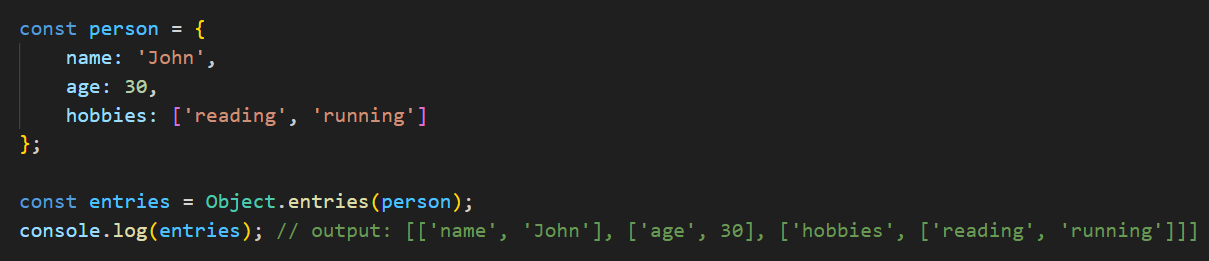 const person = {
    name: 'John',
    age: 30,
    hobbies: ['reading', 'running']
};
const entries = Object.entries(person);
console.log(entries); // output: [['name', 'John'], ['age', 30], ['hobbies', ['reading', 'running']]]